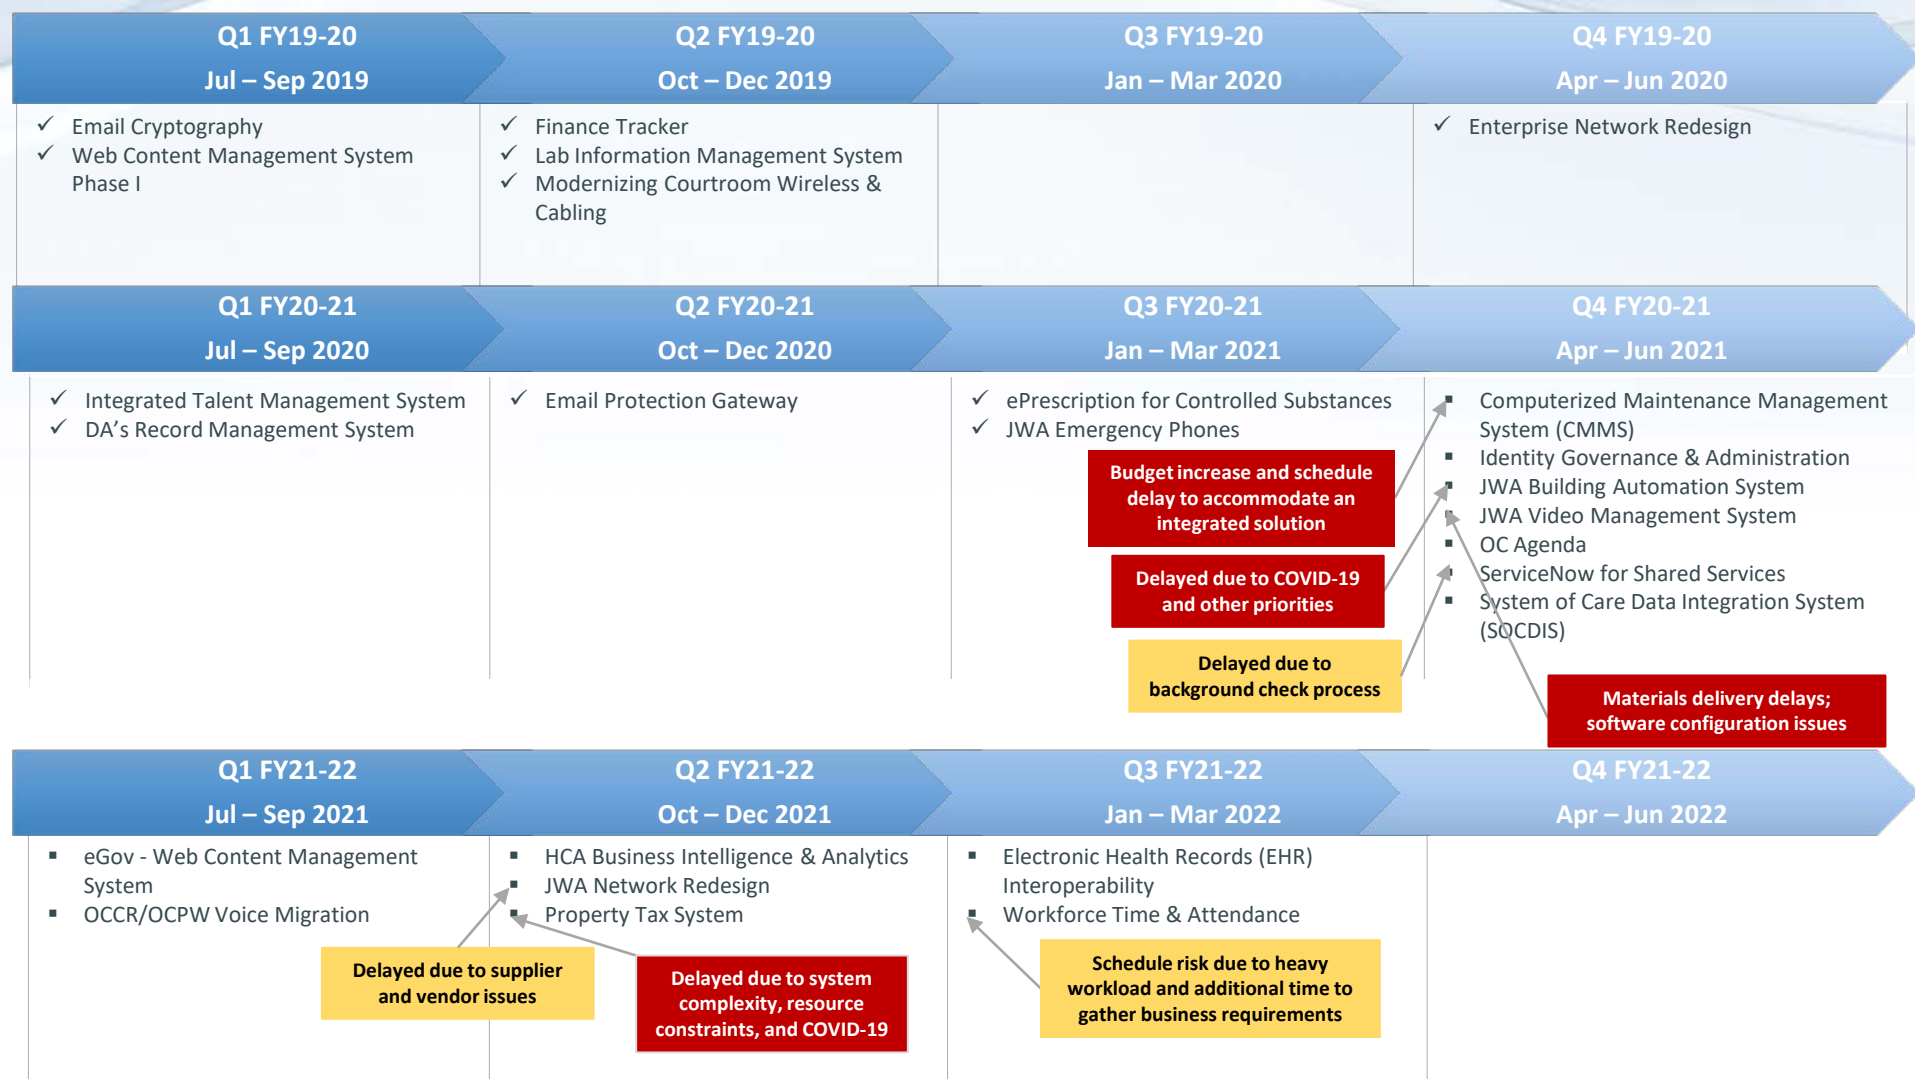 Q1 FY19-20
Jul – Sep 2019
Q2 FY19-20
Oct – Dec 2019
Q3 FY19-20
Jan – Mar 2020
Q4 FY19-20
Apr – Jun 2020
✓ Email Cryptography
✓ Web Content Management System
Phase I
✓ Finance Tracker
✓ Lab Information Management System
✓ Modernizing Courtroom Wireless &
Cabling
✓ Enterprise Network Redesign
Q1 FY20-21
Jul – Sep 2020
Q2 FY20-21
Oct – Dec 2020
Q3 FY20-21
Jan – Mar 2021
Q4 FY20-21
Apr – Jun 2021
✓ Integrated Talent Management System
✓ DA's Record Management System
✓ Email Protection Gateway
✓ ePrescription for Controlled Substances
✓ JWA Emergency Phones
Budget increase and schedule
delay to accommodate an
integrated solution
Delayed due to COVID-19
and other priorities
Delayed due to
background check process
▪ Computerized Maintenance Management
System (CMMS)
▪ Identity Governance & Administration
▪ JWA Building Automation System
▪ JWA Video Management System
▪ OC Agenda
▪ ServiceNow for Shared Services
▪ System of Care Data Integration System
(SOCDIS)
Materials delivery delays;
software configuration issues
Q1 FY21-22
Jul – Sep 2021
Q2 FY21-22
Oct – Dec 2021
Q3 FY21-22
Jan – Mar 2022
Q4 FY21-22
Apr – Jun 2022
▪ eGov - Web Content Management
System
▪ OCCR/OCPW Voice Migration
Delayed due to supplier
and vendor issues
▪ HCA Business Intelligence & Analytics
▪ JWA Network Redesign
▪ Property Tax System
Delayed due to system
complexity, resource
constraints, and COVID-19
▪ Electronic Health Records (EHR)
Interoperability
▪ Workforce Time & Attendance
Schedule risk due to heavy
workload and additional time to
gather business requirements